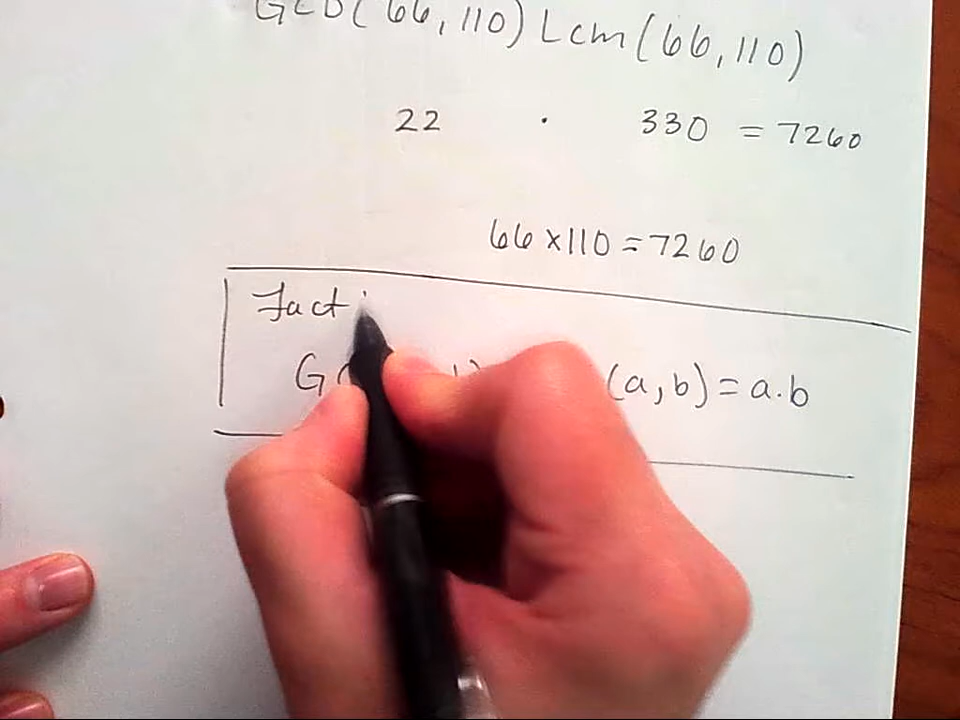 GCD(66,110) Lcm(66,110)
22 · 330 = 7260
66 x 110 = 7260
Fact:
(a,b) = a.b